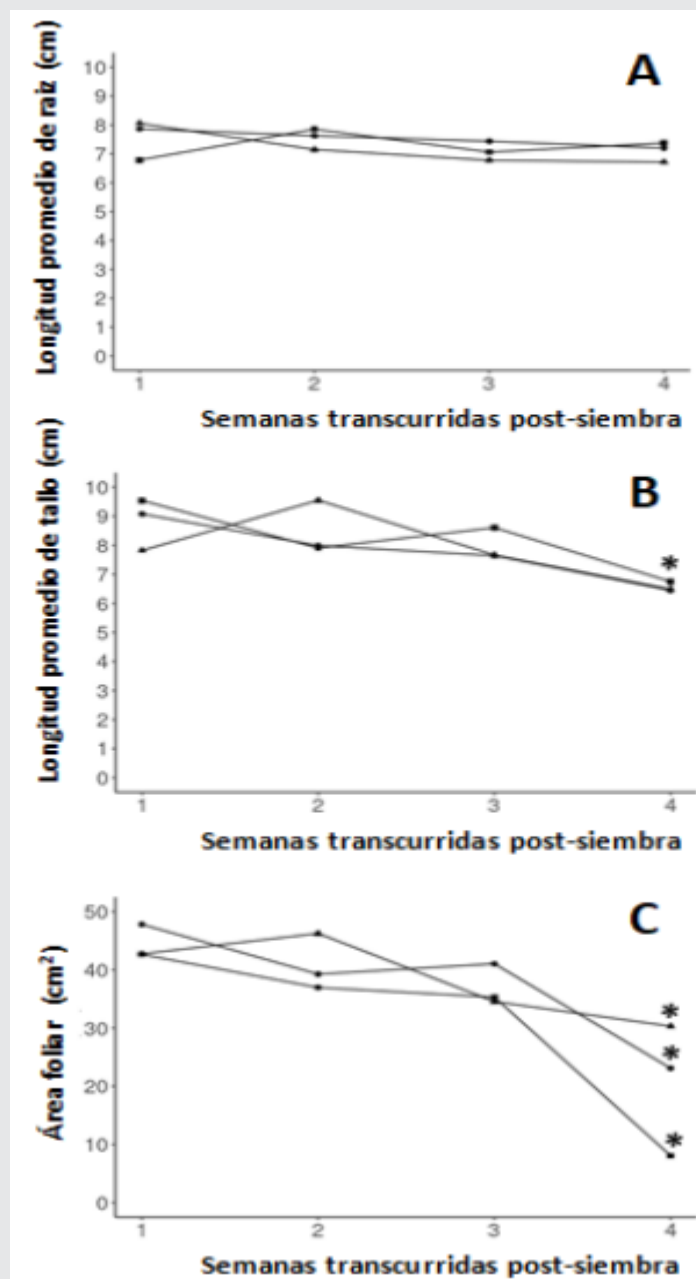 A
Longitud promedio de raiz (cm)
10
9
8
7
6
5
4
3
2
1
0
1 2 3 4
Semanas transcurridas post-siembra
B
Longitud promedio de tallo (cm)
10
9
8
7
6
5
4
3
2
1
0
*
1 2 3 4
Semanas transcurridas post-siembra
C
Área foliar (cm²)
50
40
30
20
10
0
*
*
*
1 2 3 4
Semanas transcurridas post-siembra